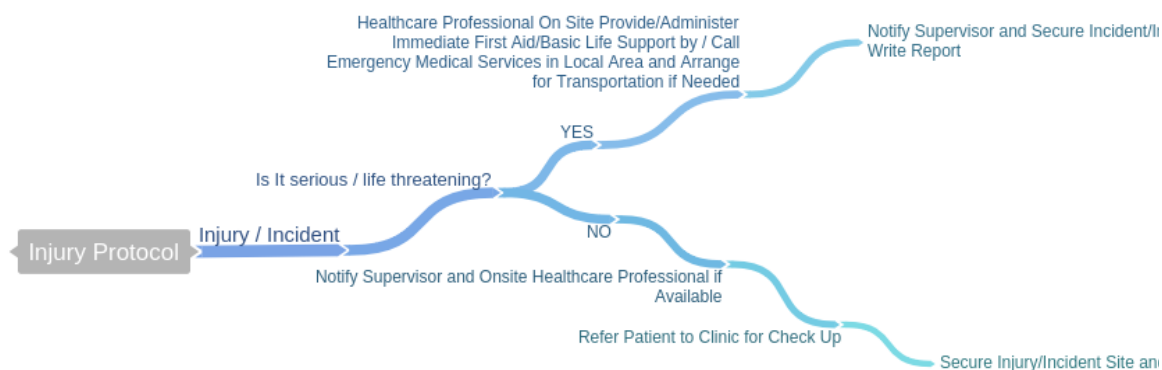 Healthcare Professional On Site Provide/Administer
Immediate First Aid/Basic Life Support by / Call
Emergency Medical Services in Local Area and Arrange
for Transportation if Needed
Notify Supervisor and Secure
Write Report
YES
Is It serious / life threatening?
NO
Injury / Incident
Injury Protocol
Notify Supervisor and Onsite Healthcare Professional if
Available
Refer Patient to Clinic for Check Up
Secure Injury/Incident Site